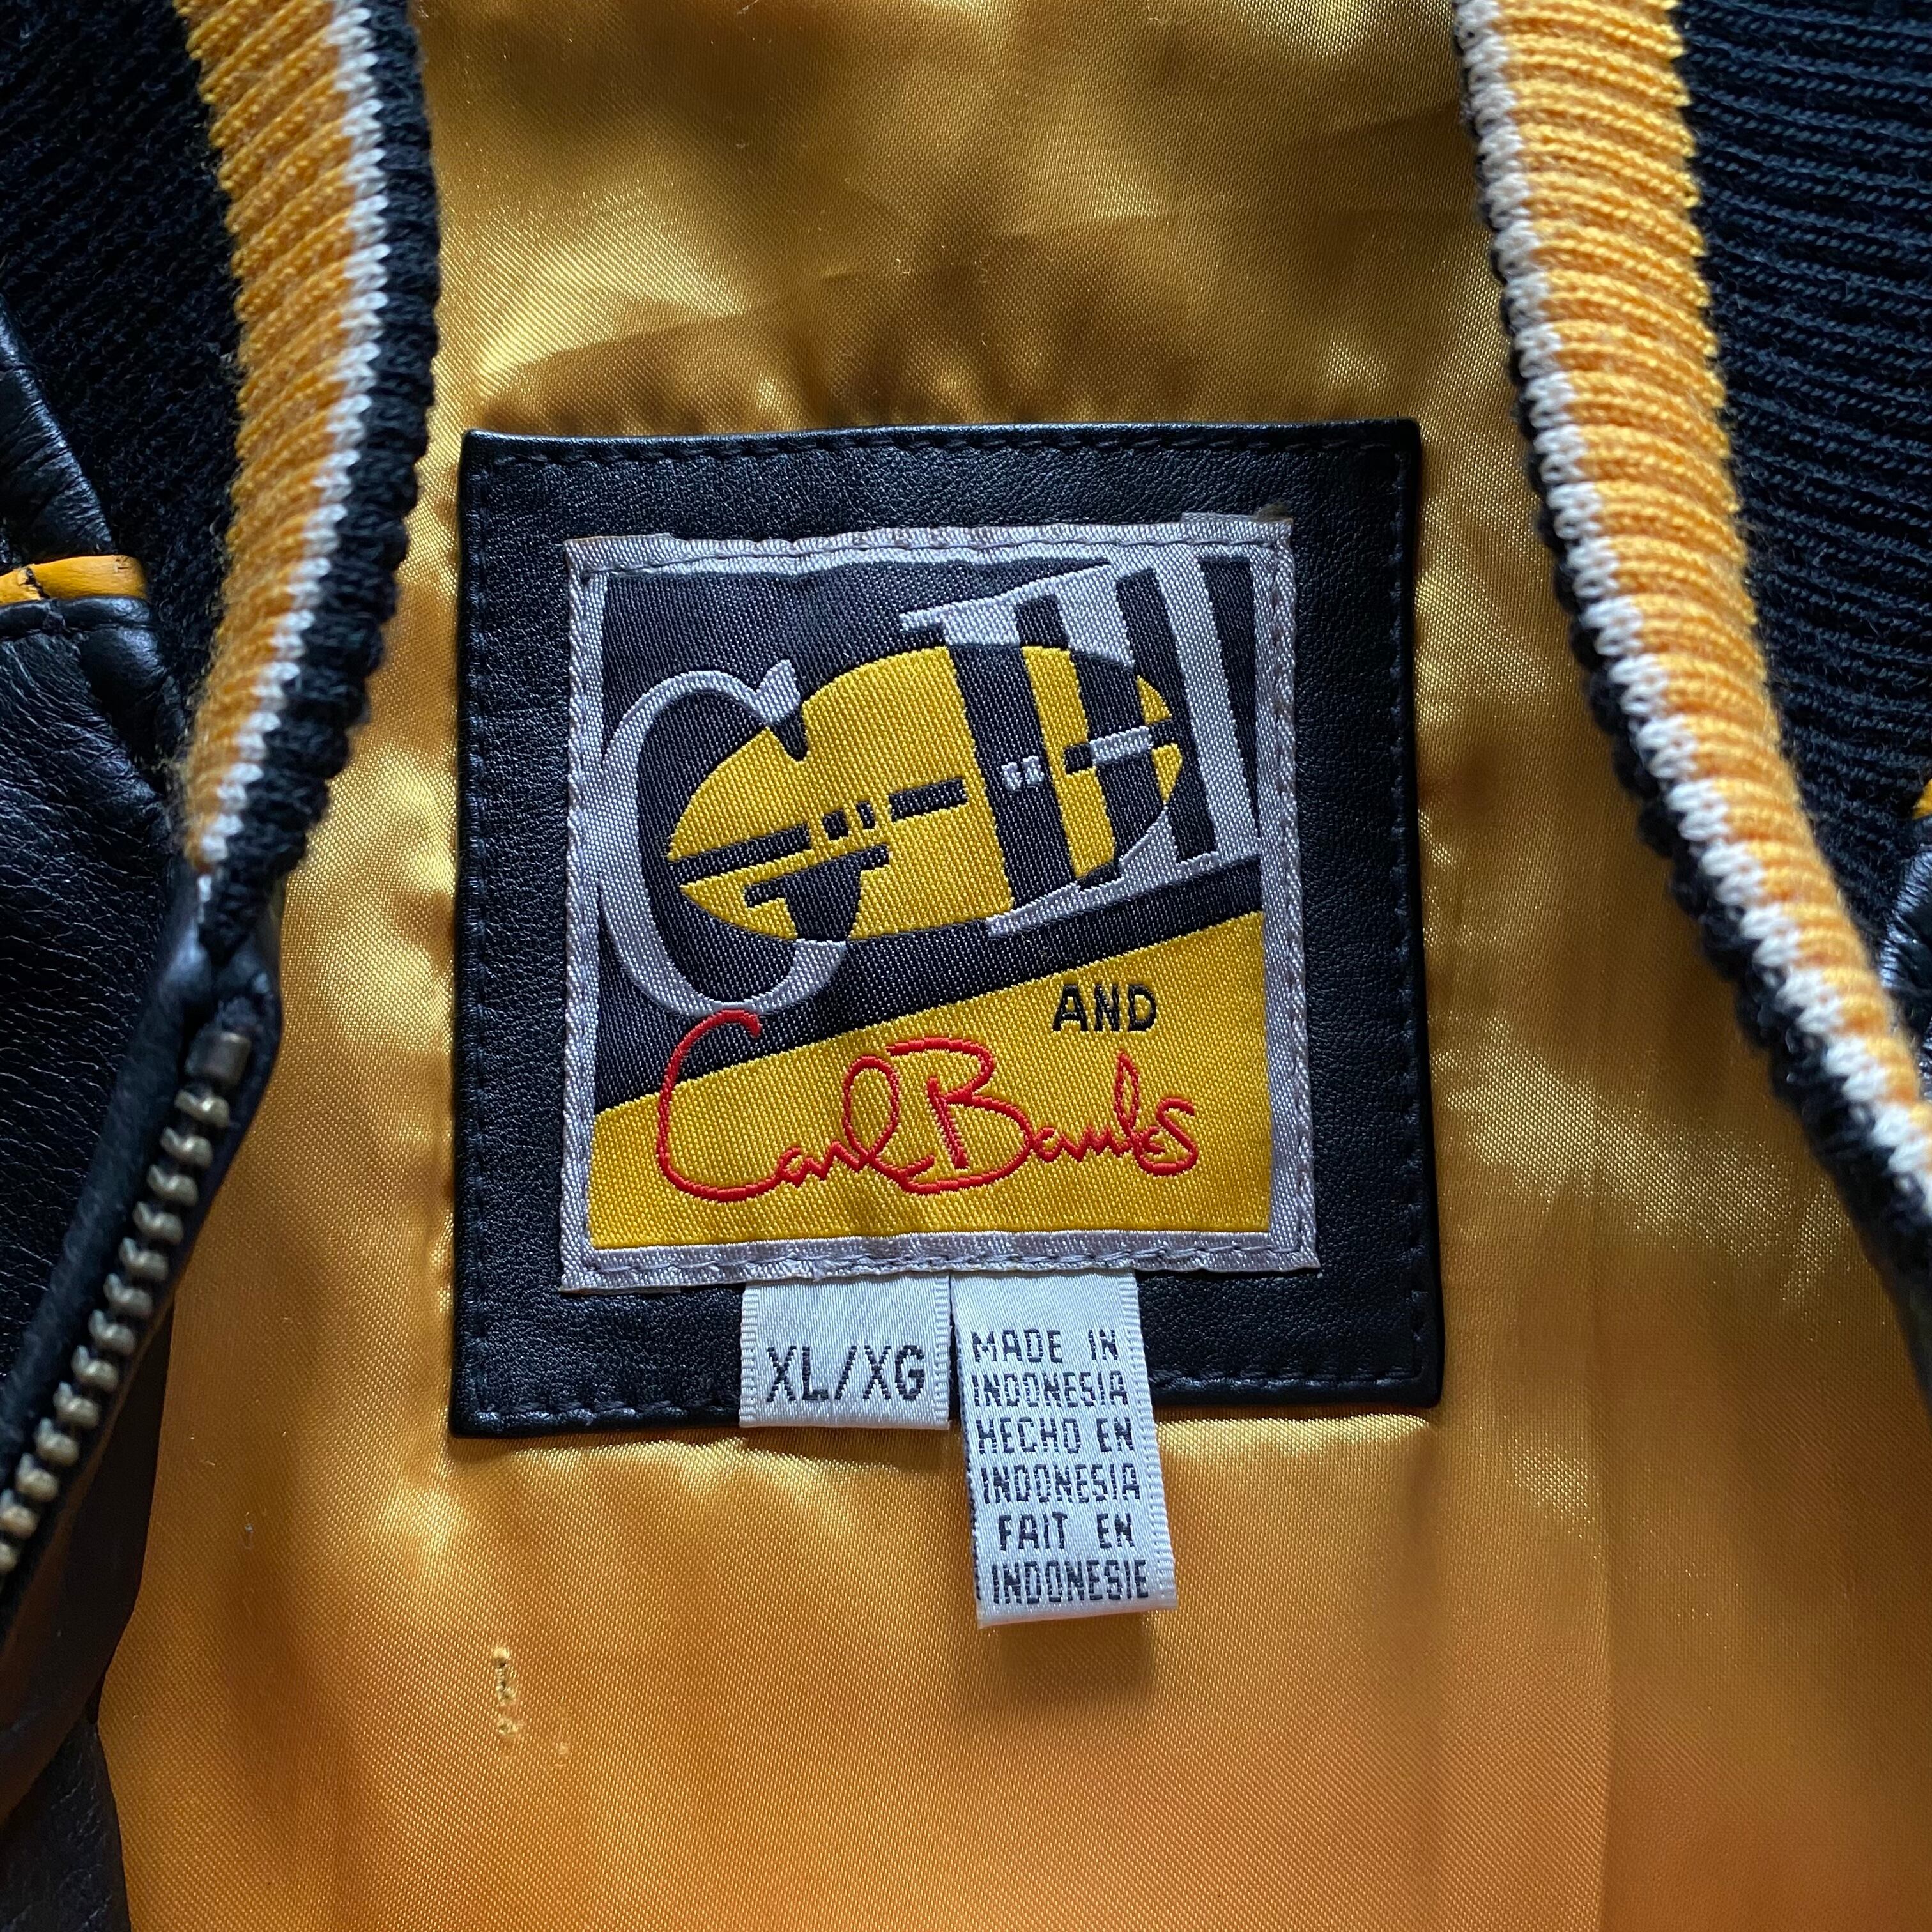 G-III
AND
Carl Banks
XL/XG
MADE IN
INDONESIA
HECHO EN
INDONESIA
FAIT EN
INDONESIE